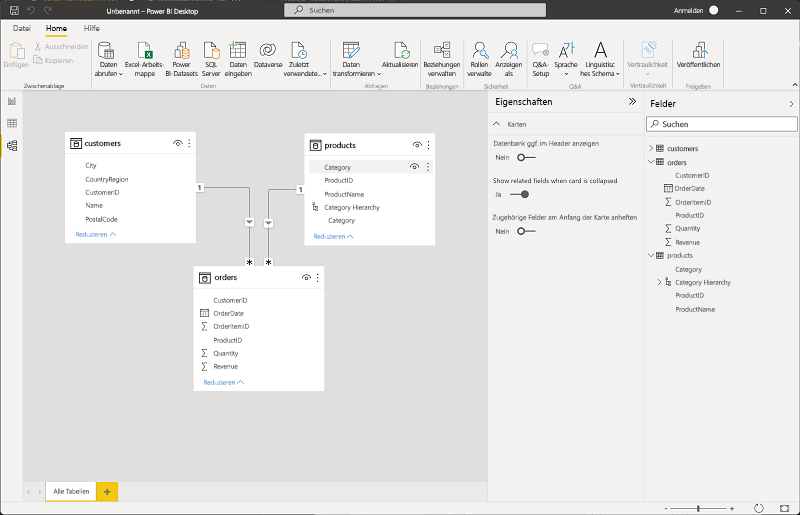 Unbenannt – Power BI Desktop
Suchen
Anmelden
Datei
Home
Hilfe
Einfügen
Ausschneiden
Kopieren
Zwischenablage
Daten abrufen
Excel-Arbeits-mappe
Power BI-Datasets
SQL Server
Daten eingeben
Dataverse
Zuletzt verwendete...
Daten
Daten transformieren
Aktualisieren
Abfragen
Beziehungen verwalten
Beziehungen
Rollen verwalte
Anzeigen als
Sicherheit
Q&A-Setup
Sprache
Linguistisches Schema
Q&A
Vertraulichkeit
Vertraulichkeit
Veröffentlichen
Freigeben
customers
City
CountryRegion
CustomerID
Name
PostalCode
Reduzieren
products
Category
ProductID
ProductName
Category Hierarchy
Category
Reduzieren
1
1
*
*
orders
CustomerID
OrderDate
OrderItemID
ProductID
Quantity
Revenue
Reduzieren
Eigenschaften
Karten
Datenbank ggf. im Header anzeigen
Nein
Show related fields when card is collapsed
Ja
Zugehörige Felder am Anfang der Karte anheften
Nein
Felder
Suchen
customers
orders
CustomerID
OrderDate
OrderItemID
ProductID
Quantity
Revenue
products
Category
Category Hierarchy
ProductID
ProductName
Alle Tabellen